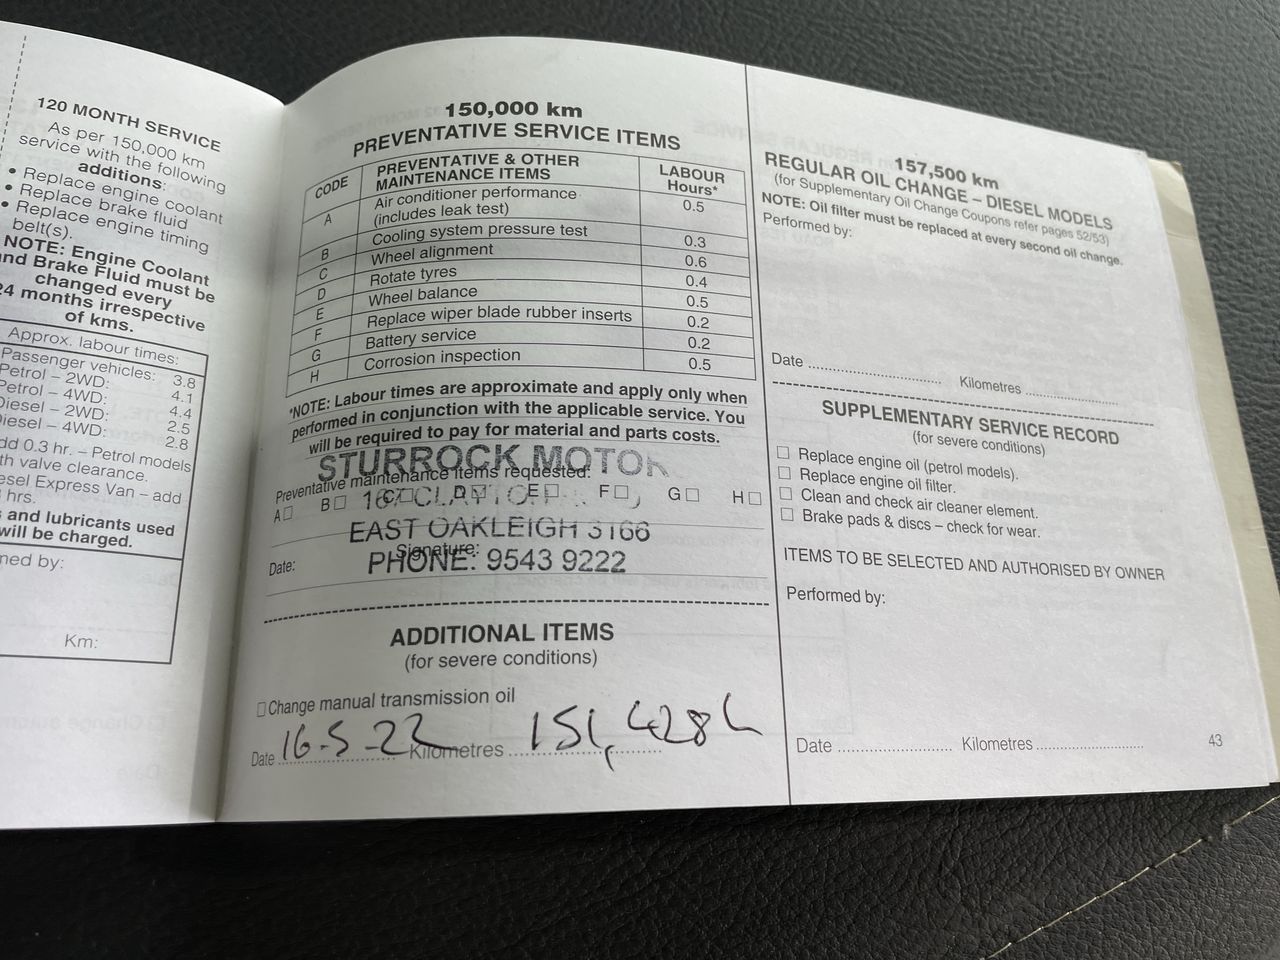 120 MONTH SERVICE
As per 150,000 km
service with the following
additions:
• Replace engine coolant
• Replace brake fluid
• Replace engine timing
belt(s).
NOTE: Engine Coolant
and Brake Fluid must be
changed every
24 months irrespective
of kms.
Approx. labour times:
Passenger vehicles: 3.8
Petrol – 2WD: 4.1
Petrol – 4WD: 4.4
Diesel – 2WD: 2.5
Diesel – 4WD: 2.8
add 0.3 hr. – Petrol models
with valve clearance.
Diesel Express Van – add
hrs.
s and lubricants used
will be charged.
med by:
Km:
150,000 km
PREVENTATIVE SERVICE ITEMS
CODE PREVENTATIVE & OTHER MAINTENANCE ITEMS LABOUR Hours*
A Air conditioner performance (includes leak test) 0.5
B Cooling system pressure test 0.3
C Wheel alignment 0.6
D Rotate tyres 0.4
E Wheel balance 0.5
F Replace wiper blade rubber inserts 0.2
G Battery service 0.2
H Corrosion inspection 0.5
*NOTE: Labour times are approximate and apply only when
performed in conjunction with the applicable service. You
will be required to pay for material and parts costs.
STURROCK MOTOR
Preventative maintenance items requested:
A☐ B☐ C☐ D☐ E☐ F☐ G☐ H☐
EAST OAKLEIGH 3166
Date: Signature:
PHONE: 9543 9222
ADDITIONAL ITEMS
(for severe conditions)
☐ Change manual transmission oil
Date 16-5-22 Kilometres 151,428
157,500 km
REGULAR OIL CHANGE – DIESEL MODELS
(for Supplementary Oil Change Coupons refer pages 52/53)
NOTE: Oil filter must be replaced at every second oil change.
Performed by:
Date .......... Kilometres ..........
SUPPLEMENTARY SERVICE RECORD
(for severe conditions)
☐ Replace engine oil (petrol models).
☐ Replace engine oil filter.
☐ Clean and check air cleaner element.
☐ Brake pads & discs – check for wear.
ITEMS TO BE SELECTED AND AUTHORISED BY OWNER
Performed by:
Date .......... Kilometres ..........
43